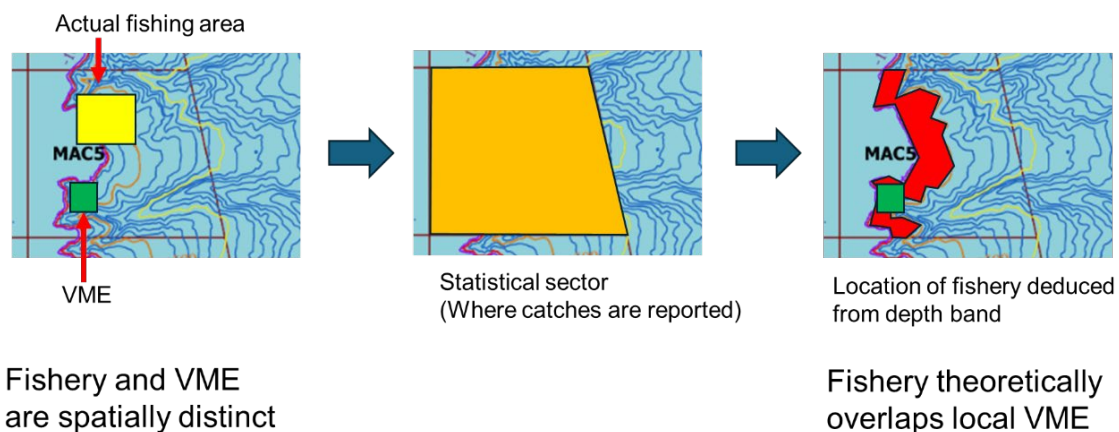 Actual fishing area
MAC5
VME
Statistical sector
(Where catches are reported)
MAC5
Location of fishery deduced
from depth band
Fishery and VME
are spatially distinct
Fishery theoretically
overlaps local VME